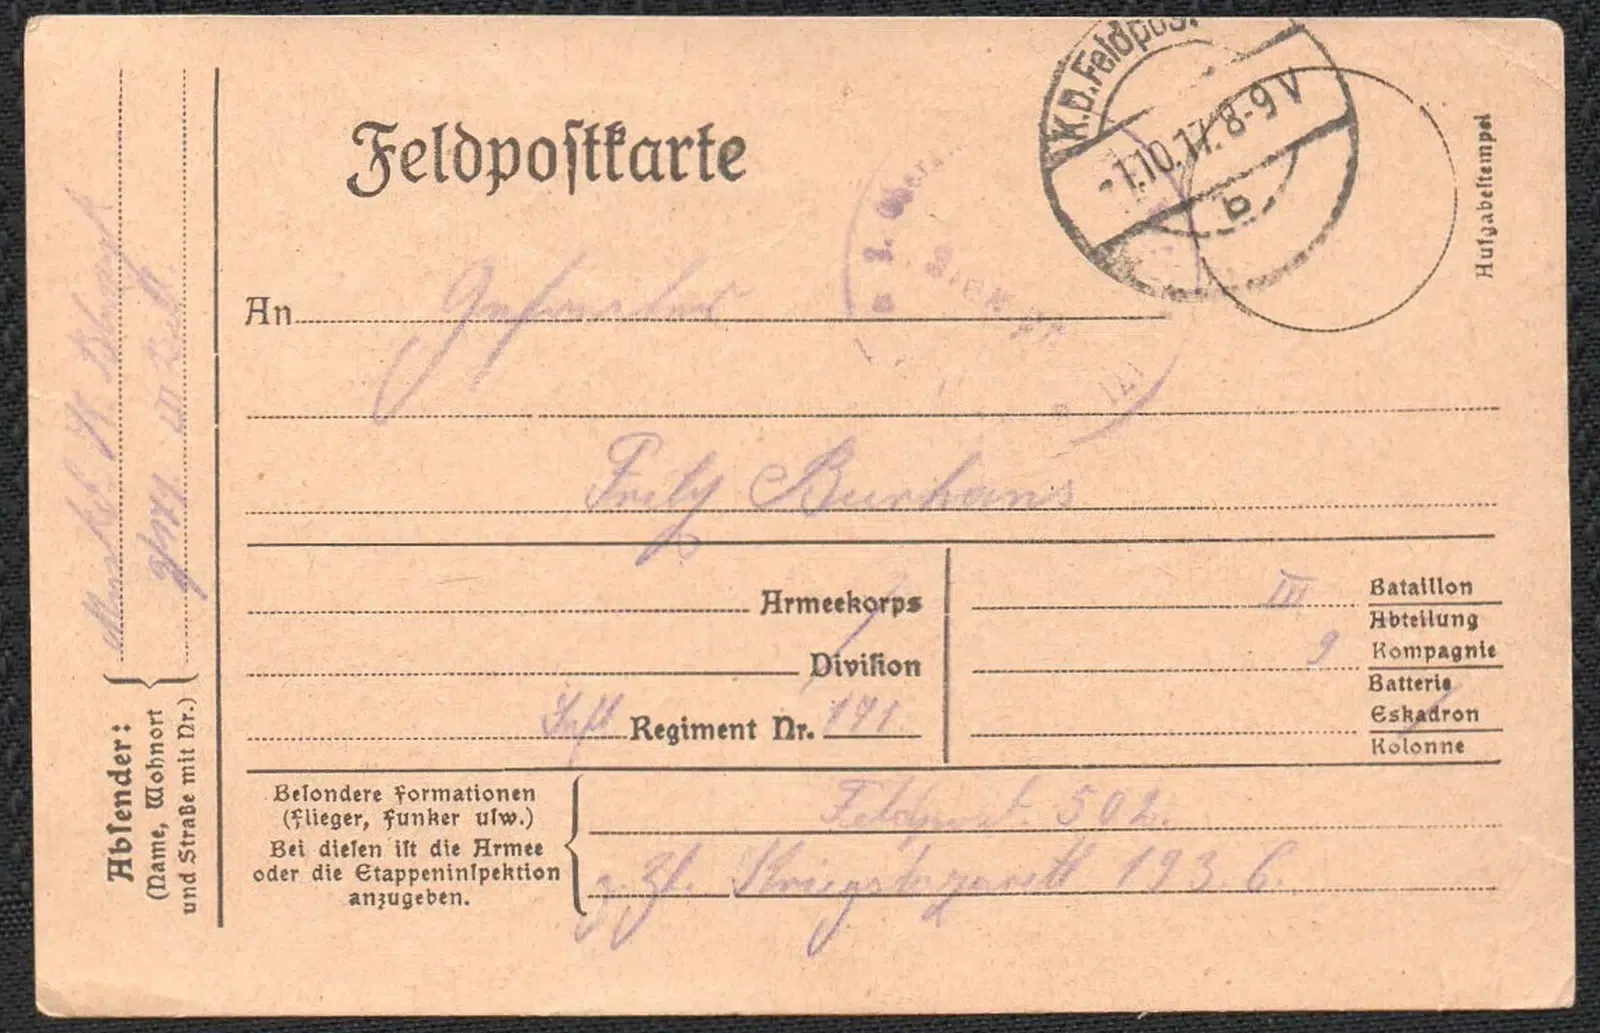 K.D. Feldpost
-1.10.17. 8-9 V
b
Feldpostkarte
Aufgabestempel
An Gefreiter
Fritz Burhans
Armeekorps
Division
Inft Regiment Nr. 191.
III Bataillon
Abteilung
9 Kompagnie
Batterie
Eskadron
Kolonne
Besondere Formationen
(Flieger, Funker usw.)
Bei diesen ist die Armee
oder die Etappeninspektion
anzugeben.
Feldpost. 502.
z. Zt. Kriegslazarett 193 6.
Absender:
(Name, Wohnort
und Straße mit Nr.)